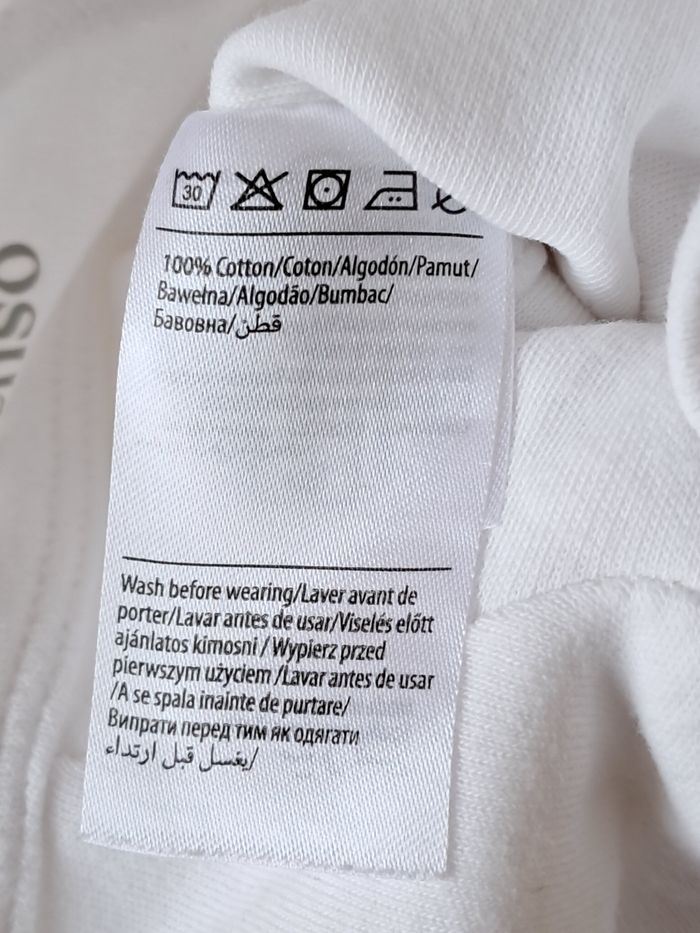 30
100% Cotton/Coton/Algodón/Pamut/
Bawełna/Algodão/Bumbac/
Бавовна/قطن
Wash before wearing/Laver avant de
porter/Lavar antes de usar/Viselés előtt
ajánlatos kimosni / Wypierz przed
pierwszym użyciem /Lavar antes de usar
/A se spala inainte de purtare/
Випрати перед тим як одягати
/يغسل قبل ارتداء